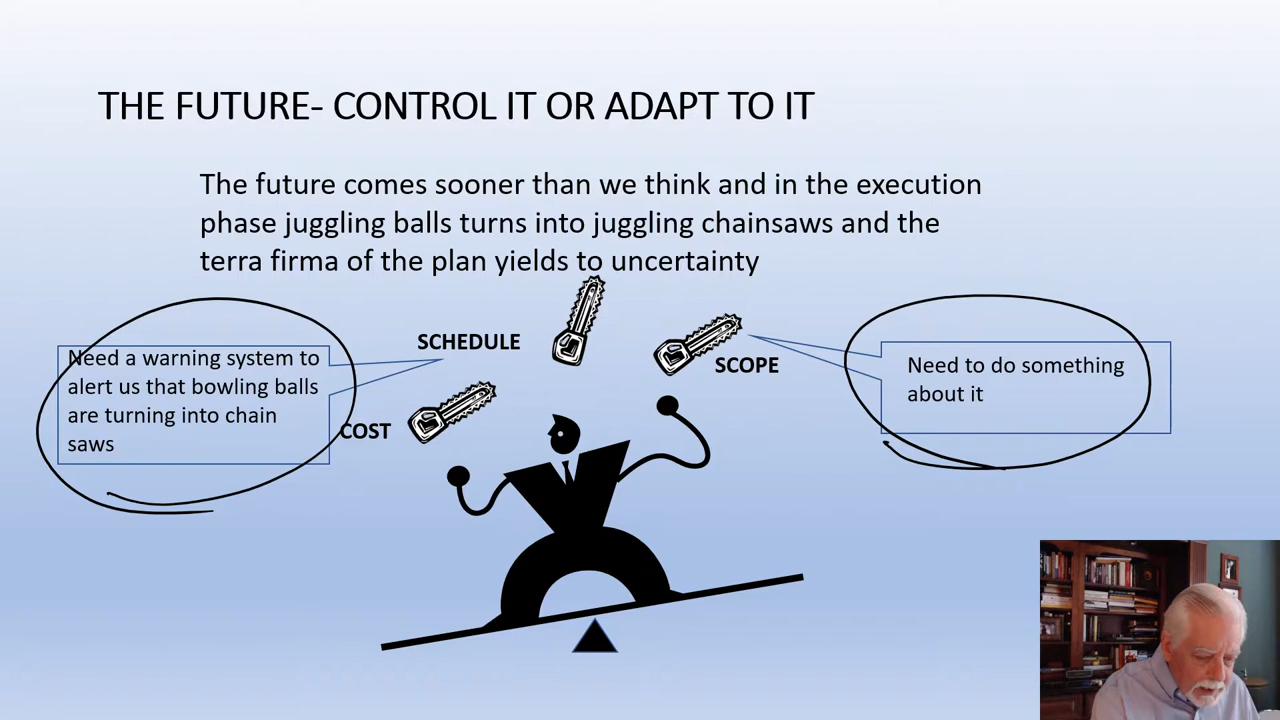 THE FUTURE- CONTROL IT OR ADAPT TO IT
The future comes sooner than we think and in the execution
phase juggling balls turns into juggling chainsaws and the
terra firma of the plan yields to uncertainty
SCHEDULE
SCOPE
COST
Need a warning system to
alert us that bowling balls
are turning into chain
saws
Need to do something
about it